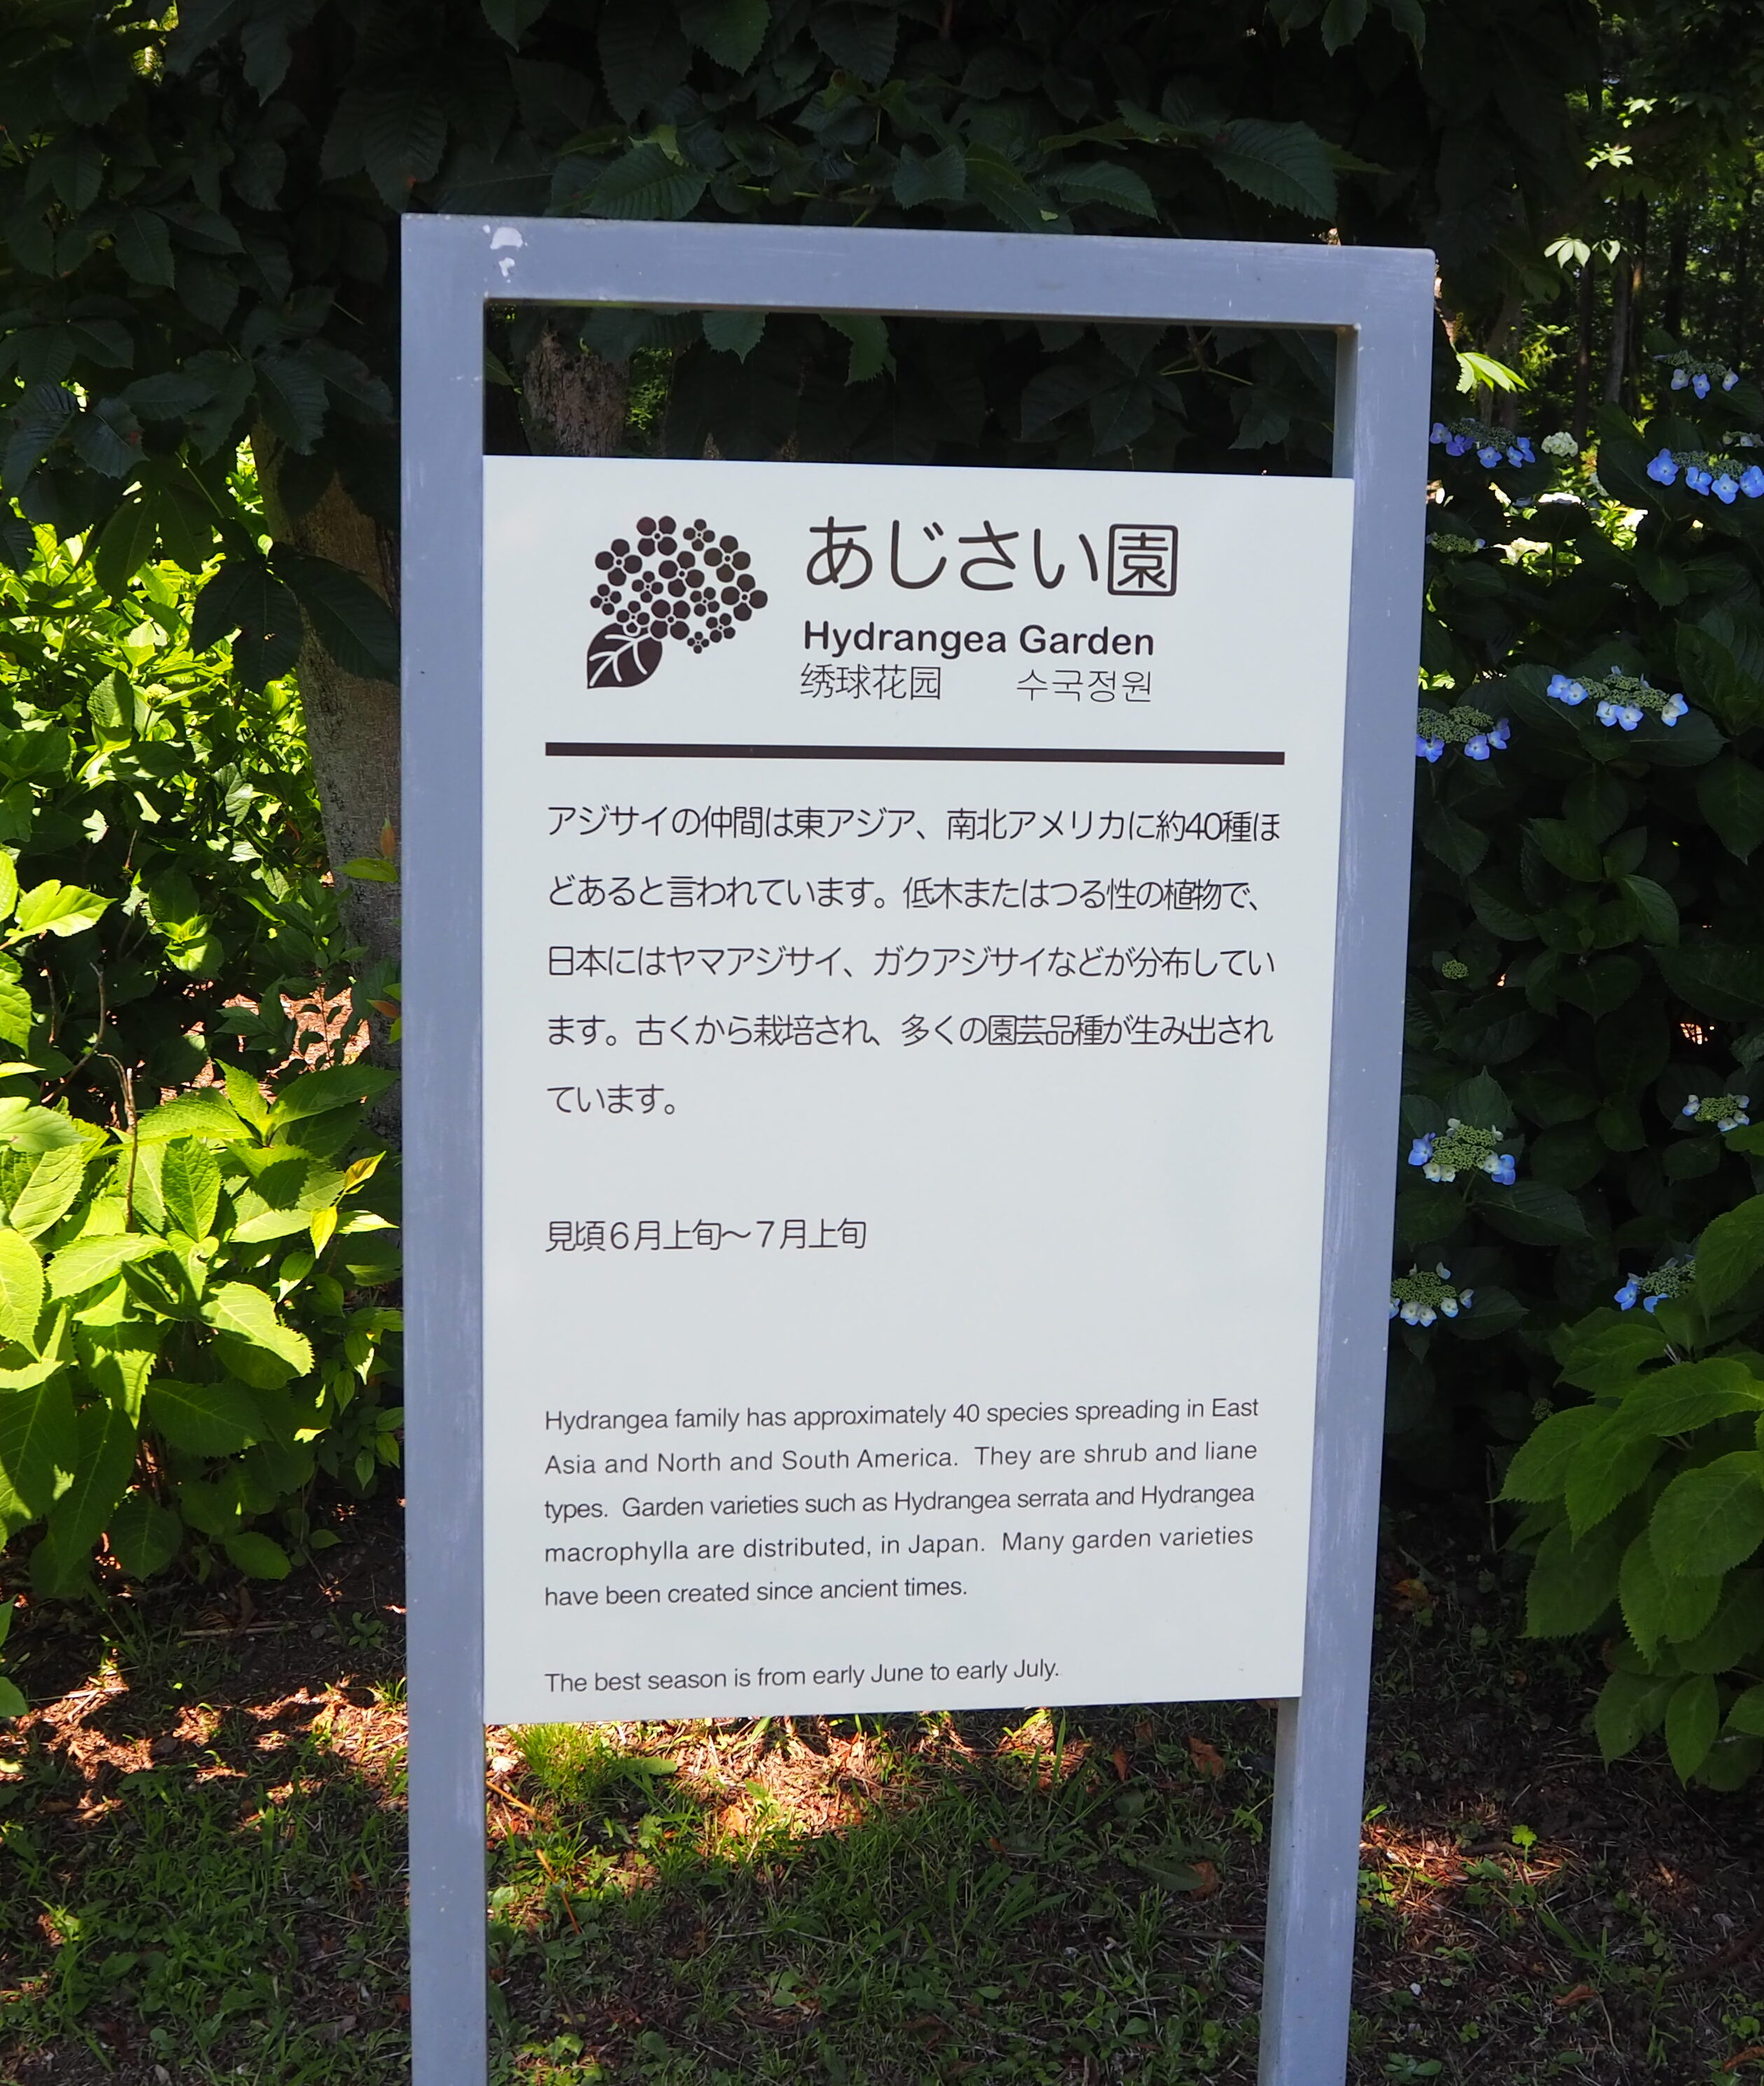 あじさい園
Hydrangea Garden
绣球花园 수국정원
アジサイの仲間は東アジア、南北アメリカに約40種ほ
どあると言われています。低木またはつる性の植物で、
日本にはヤマアジサイ、ガクアジサイなどが分布してい
ます。古くから栽培され、多くの園芸品種が生み出され
ています。
見頃６月上旬～７月上旬
Hydrangea family has approximately 40 species spreading in East
Asia and North and South America.  They are shrub and liane
types.  Garden varieties such as Hydrangea serrata and Hydrangea
macrophylla are distributed, in Japan.  Many garden varieties
have been created since ancient times.
The best season is from early June to early July.